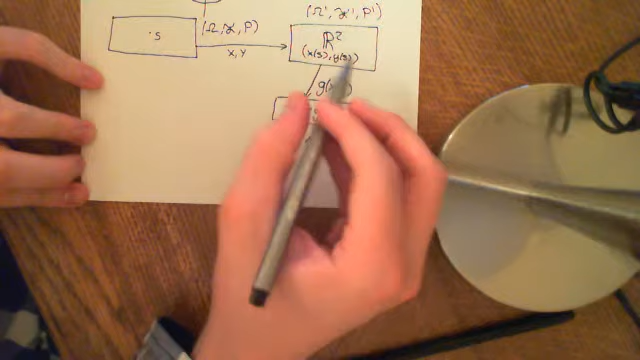 (Ω, F, P)
(Ω', F', P')
·s
x, y
ℝ²
(x(s), y(s))